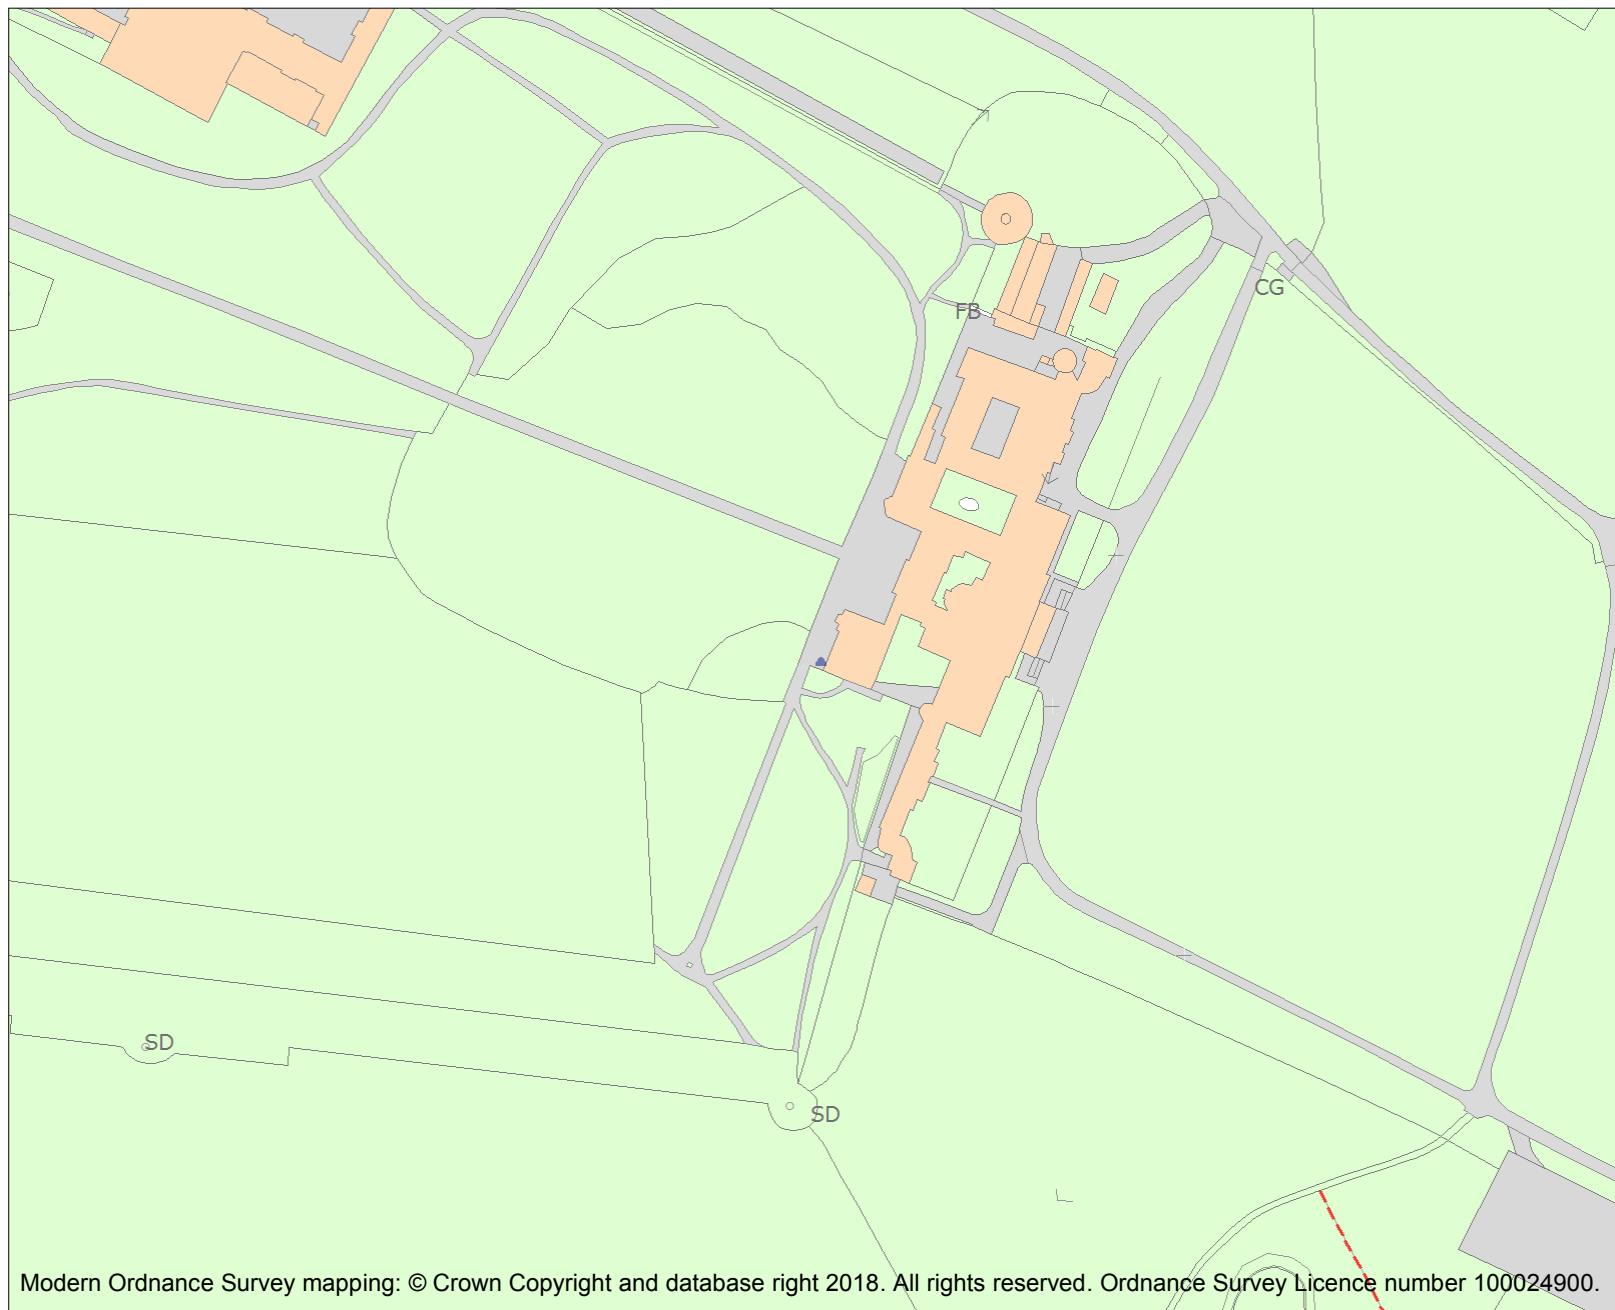 CG
FB
SD
SD
Modern Ordnance Survey mapping: © Crown Copyright and database right 2018. All rights reserved. Ordnance Survey Licence number 100024900.